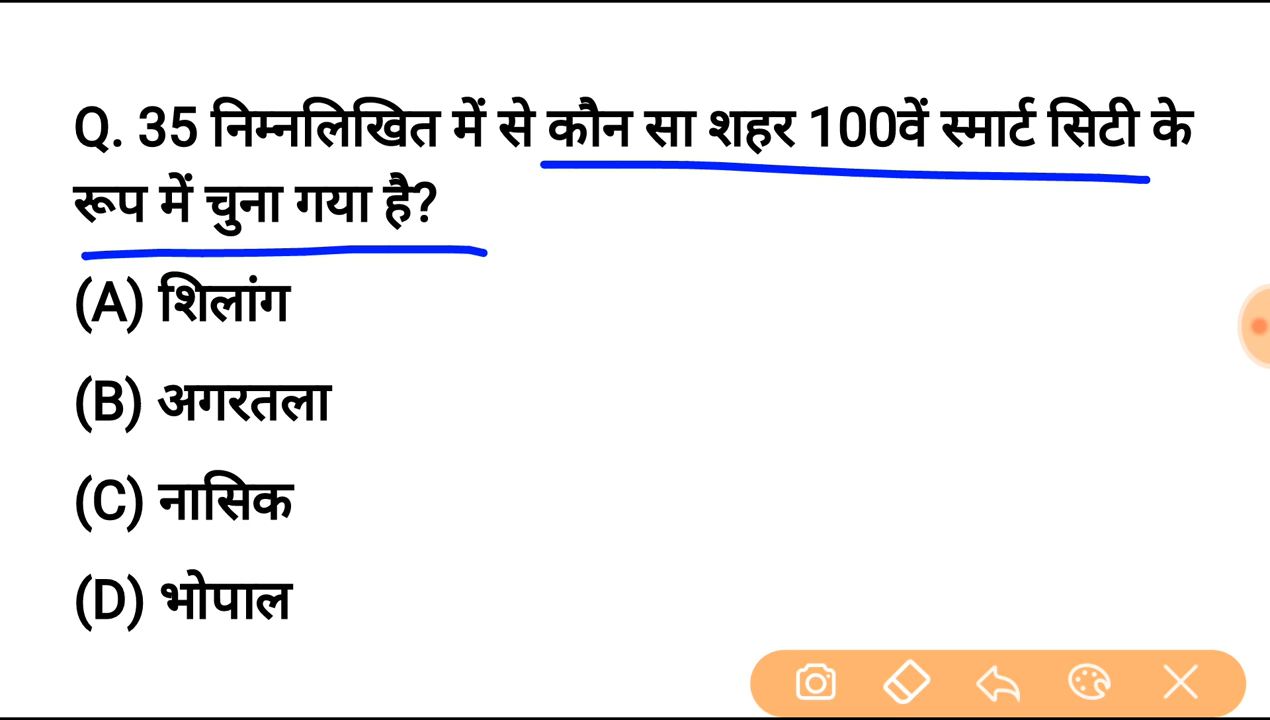 Q. 35 निम्नलिखित में से कौन सा शहर 100वें स्मार्ट सिटी के
रूप में चुना गया है?
(A) शिलांग
(B) अगरतला
(C) नासिक
(D) भोपाल